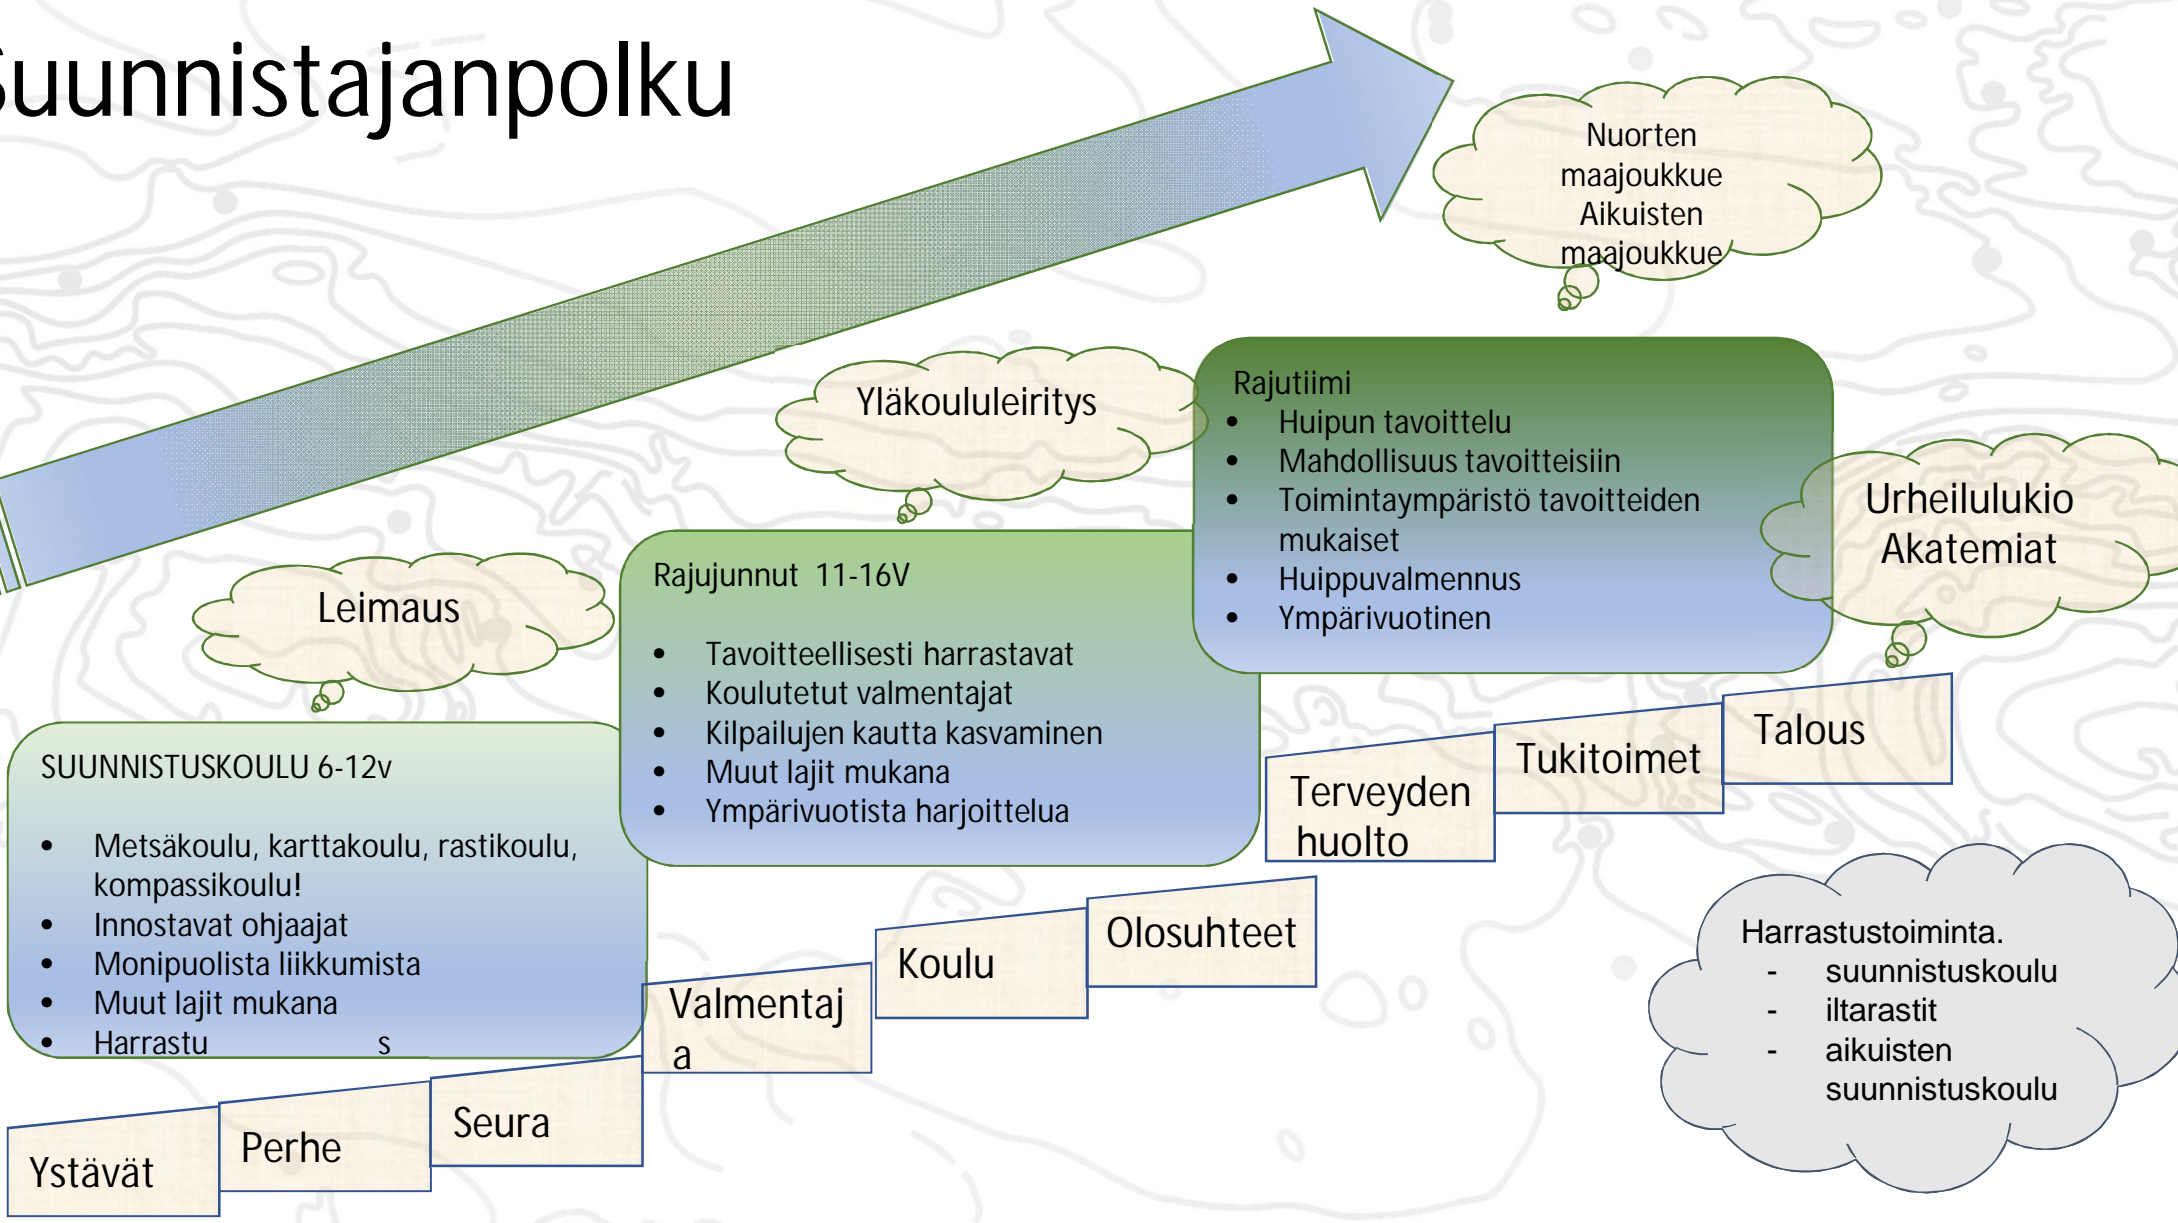 Suunnistajanpolku
Nuorten
maajoukkue
Aikuisten
maajoukkue
Yläkoululeiritys
Rajutiimi
• Huipun tavoittelu
• Mahdollisuus tavoitteisiin
• Toimintaympäristö tavoitteiden
mukaiset
• Huippuvalmennus
• Ympärivuotinen
Urheilulukio
Akatemiat
Leimaus
Rajujunnut 11-16V
• Tavoitteellisesti harrastavat
• Koulutetut valmentajat
• Kilpailujen kautta kasvaminen
• Muut lajit mukana
• Ympärivuotista harjoittelua
SUUNNISTUSKOULU 6-12v
• Metsäkoulu, karttakoulu, rastikoulu,
kompassikoulu!
• Innostavat ohjaajat
• Monipuolista liikkumista
• Muut lajit mukana
• Harrastu s
Ystävät
Perhe
Seura
Valmentaj
a
Koulu
Olosuhteet
Terveyden
huolto
Tukitoimet
Talous
Harrastustoiminta.
- suunnistuskoulu
- iltarastit
- aikuisten
suunnistuskoulu